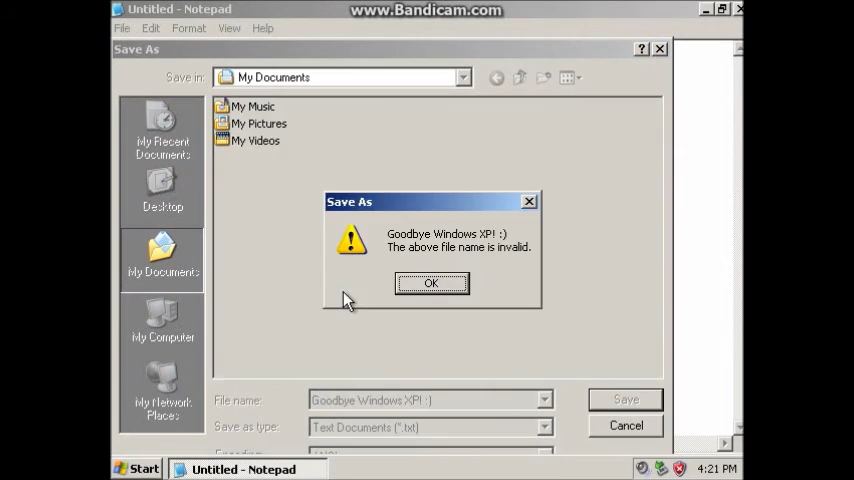 Untitled - Notepad
www.Bandicam.com
File Edit Format View Help
Save As
Save in: My Documents
My Recent
Documents
Desktop
My Documents
My Computer
My Network
Places
My Music
My Pictures
My Videos
Save As
Goodbye Windows XP! :)
The above file name is invalid.
OK
File name: Goodbye Windows XP! :) Save
Save as type: Text Documents (*.txt) Cancel
Start Untitled - Notepad 4:21 PM